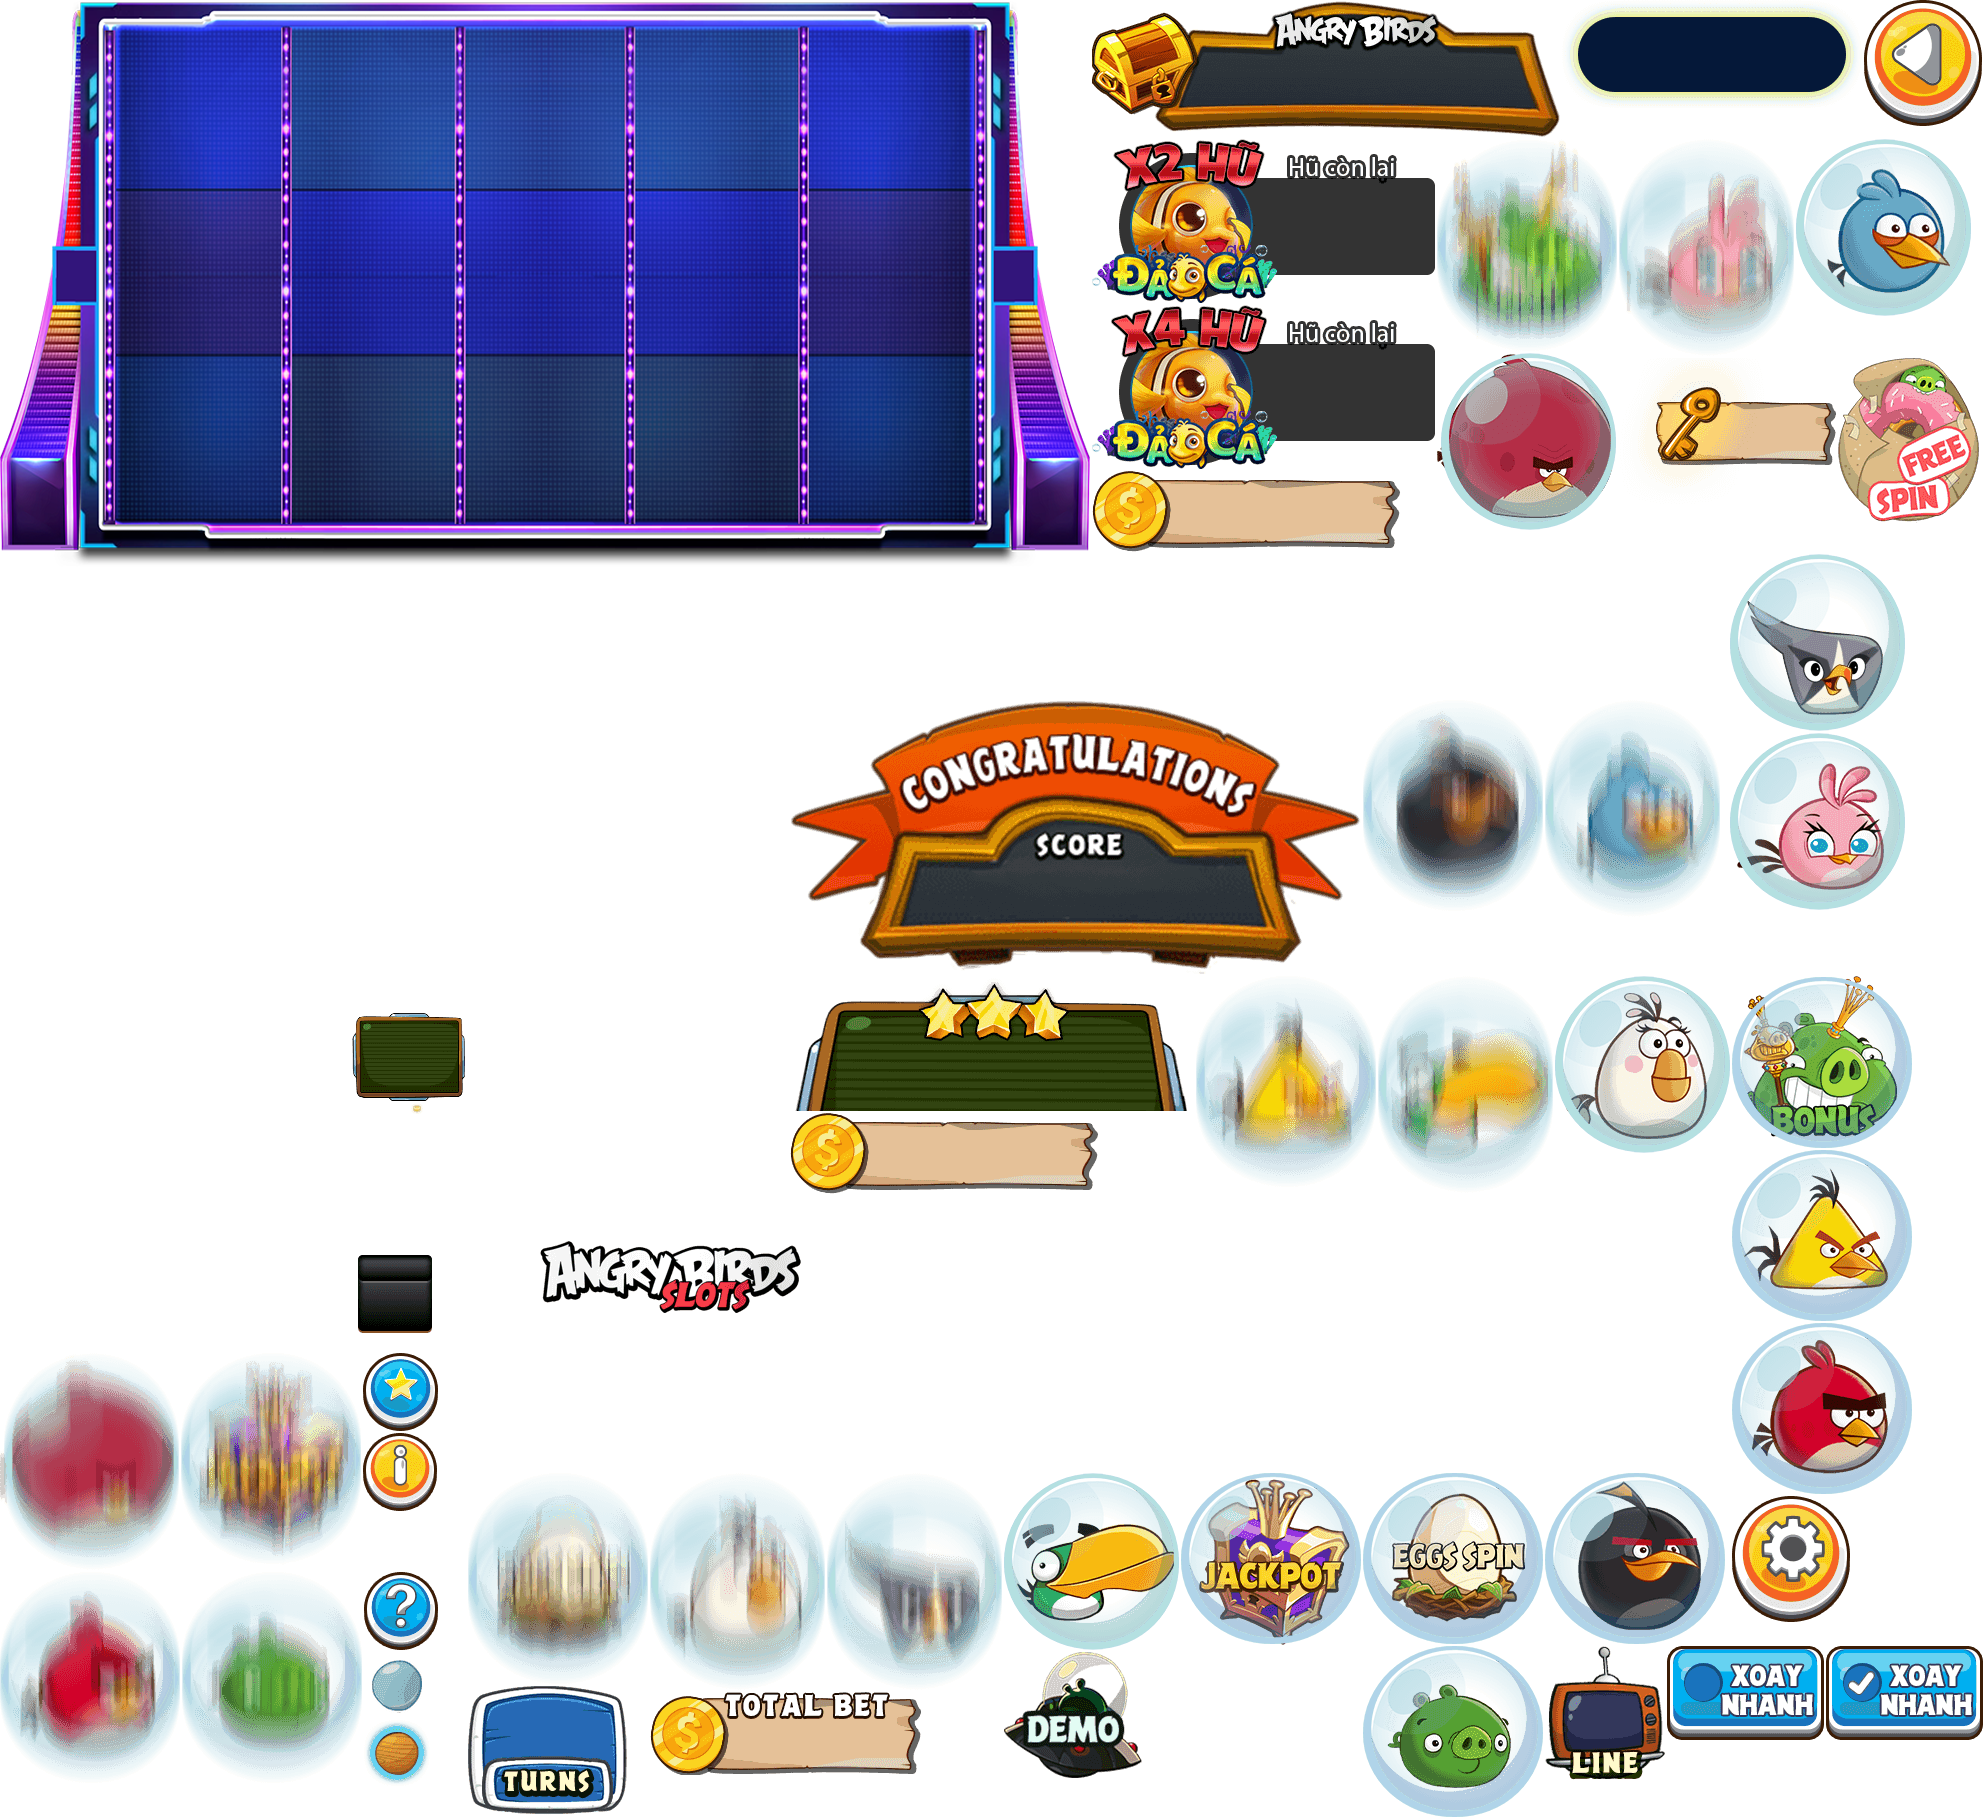 ANGRY BIRDS
X2 HŨ
Hũ còn lại
ĐẢO CÁ
X4 HŨ
Hũ còn lại
ĐẢO CÁ
FREE
SPIN
CONGRATULATIONS
SCORE
BONUS
ANGRY BIRDS
SLOTS
JACKPOT
EGGS SPIN
TOTAL BET
TURNS
DEMO
LINE
XOAY
NHANH
XOAY
NHANH